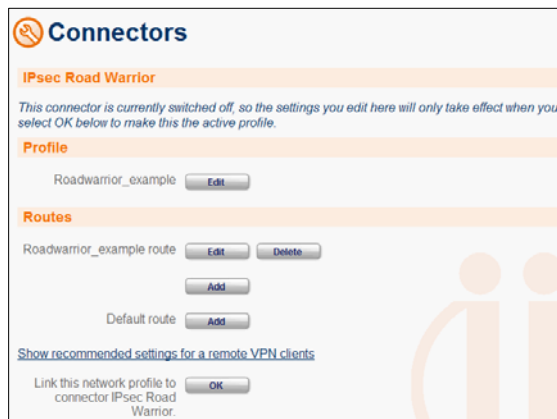 Connectors
IPsec Road Warrior
This connector is currently switched off, so the settings you edit here will only take effect when you
select OK below to make this the active profile.
Profile
Roadwarrior_example Edit
Routes
Roadwarrior_example route Edit Delete
Add
Default route Add
Show recommended settings for a remote VPN clients
Link this network profile to OK
connector IPsec Road
Warrior.